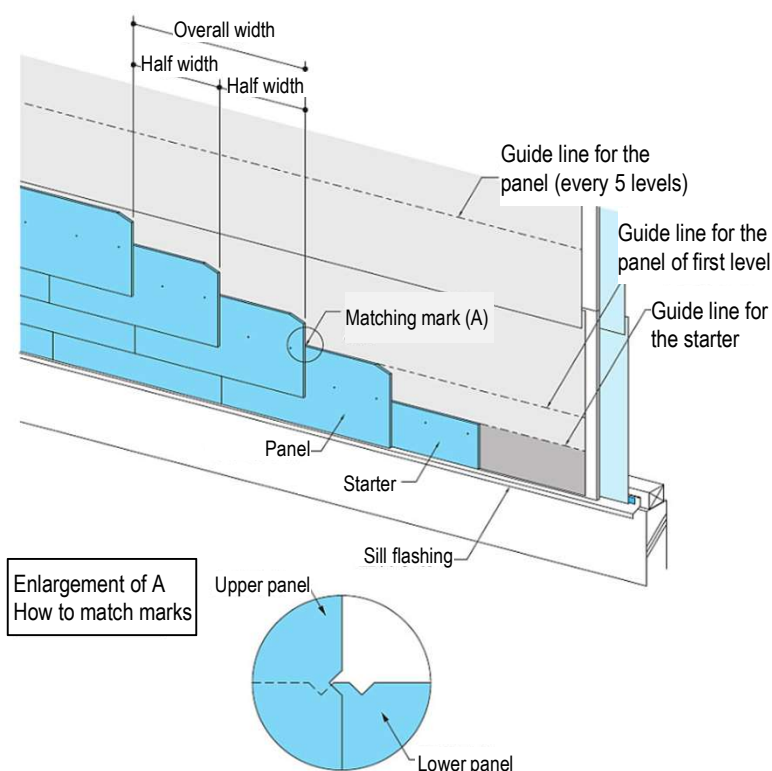 Overall width
Half width
Half width
Guide line for the
panel (every 5 levels)
Guide line for the
panel of first level
Matching mark (A)
Guide line for
the starter
Panel
Starter
Sill flashing
Enlargement of A
How to match marks
Upper panel
Lower panel